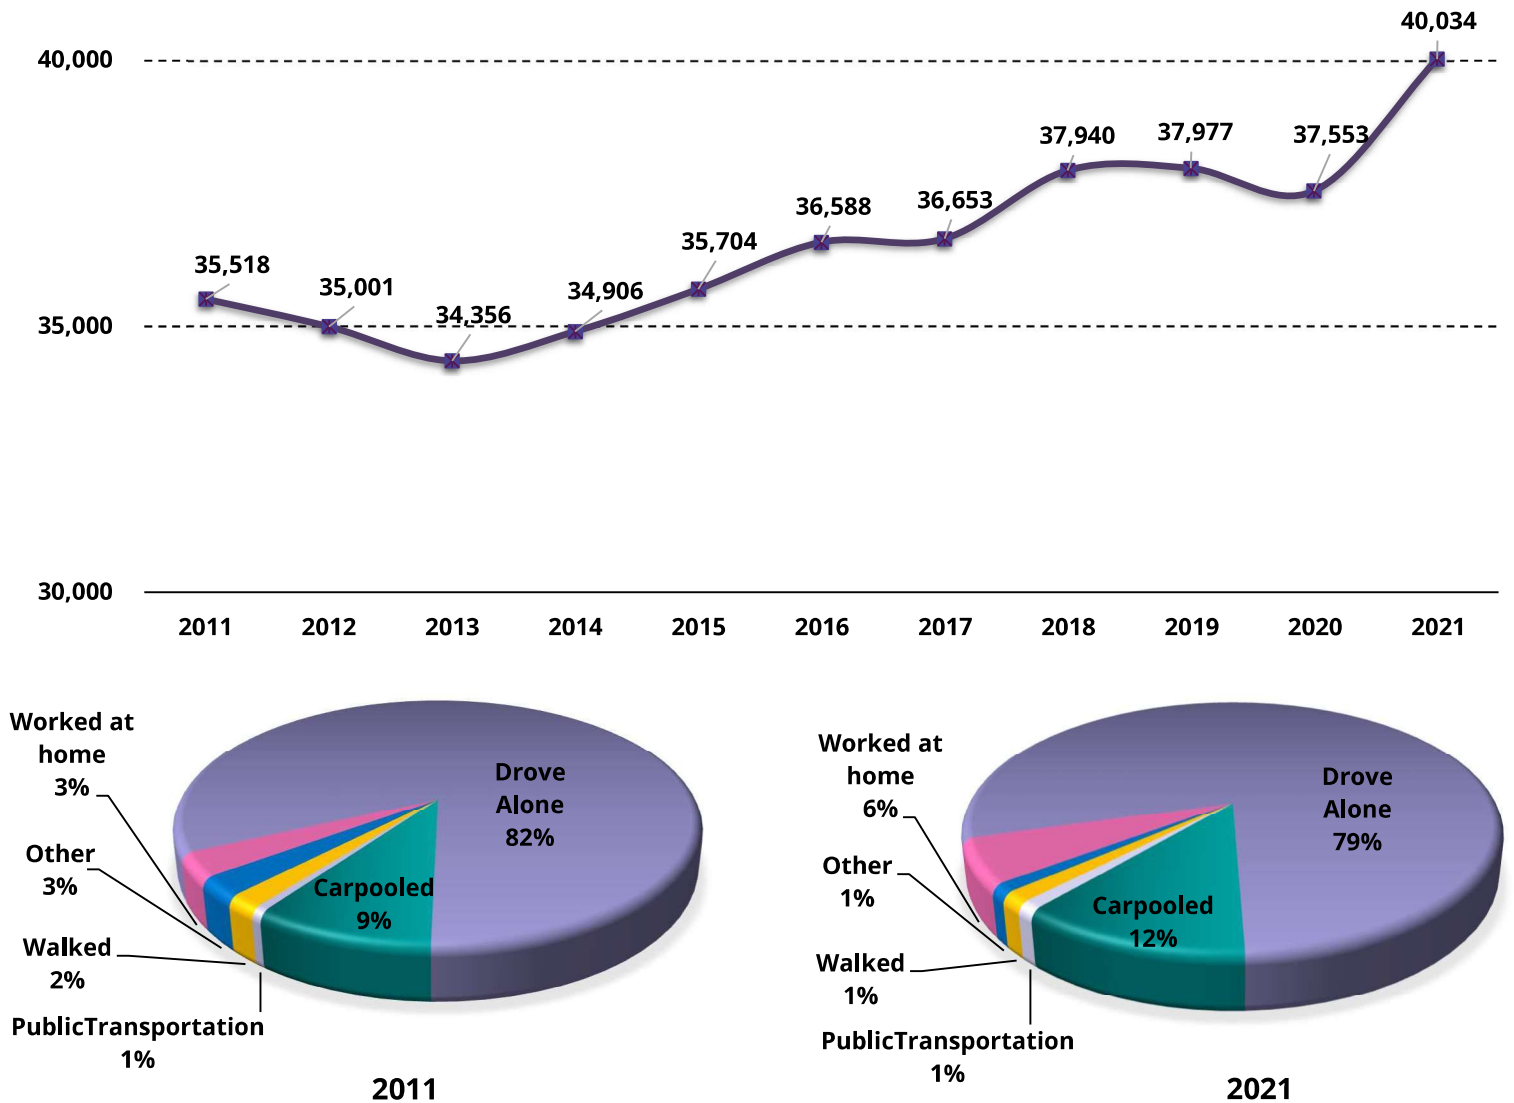 40,034
40,000
37,940
37,977
37,553
36,588
36,653
35,704
35,518
35,001
34,906
34,356
35,000
30,000
2011 2012 2013 2014 2015 2016 2017 2018 2019 2020 2021
Worked at
home
3%
Other
3%
Walked
2%
PublicTransportation
1%
Carpooled
9%
Drove
Alone
82%
2011
Worked at
home
6%
Other
1%
Walked
1%
PublicTransportation
1%
Carpooled
12%
Drove
Alone
79%
2021